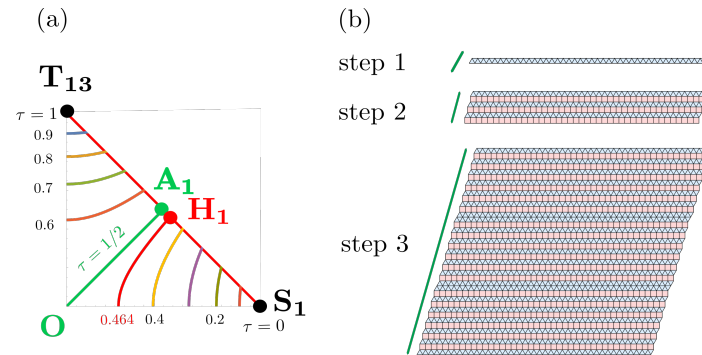 (a)
T₁₃
τ = 1
0.9
0.8
0.7
0.6
A₁
H₁
τ = 1/2
O
0.464
0.4
0.2
S₁
τ = 0
(b)
step 1
step 2
step 3